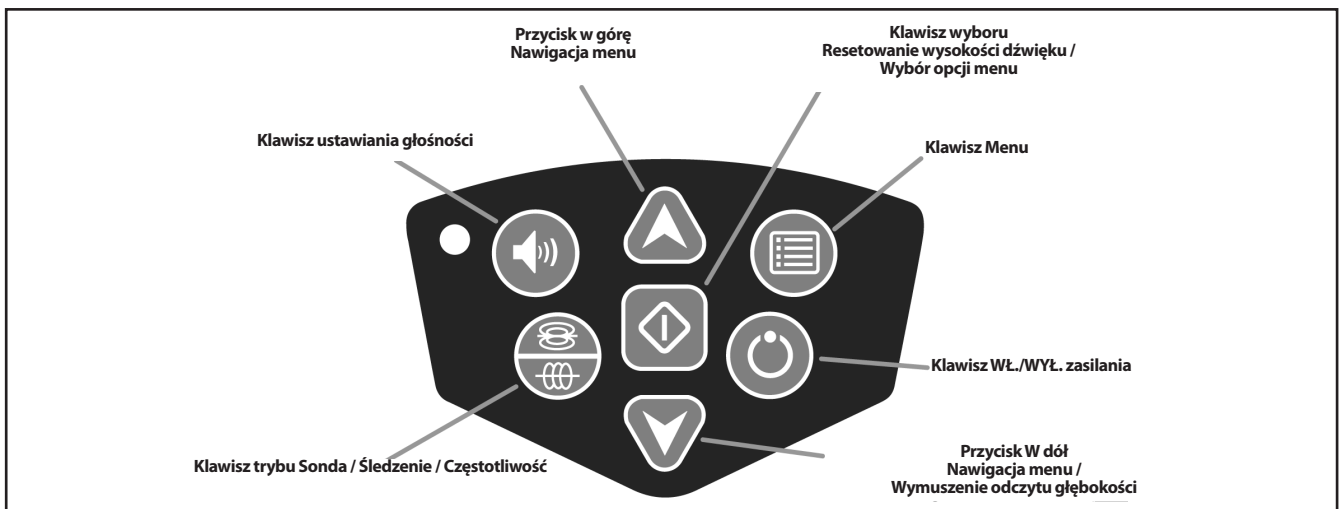 Przycisk w górę
Nawigacja menu
Klawisz wyboru
Resetowanie wysokości dźwięku /
Wybór opcji menu
Klawisz ustawiania głośności
Klawisz Menu
Klawisz WŁ./WYŁ. zasilania
Klawisz trybu Sonda / Śledzenie / Częstotliwość
Przycisk W dół
Nawigacja menu /
Wymuszenie odczytu głębokości